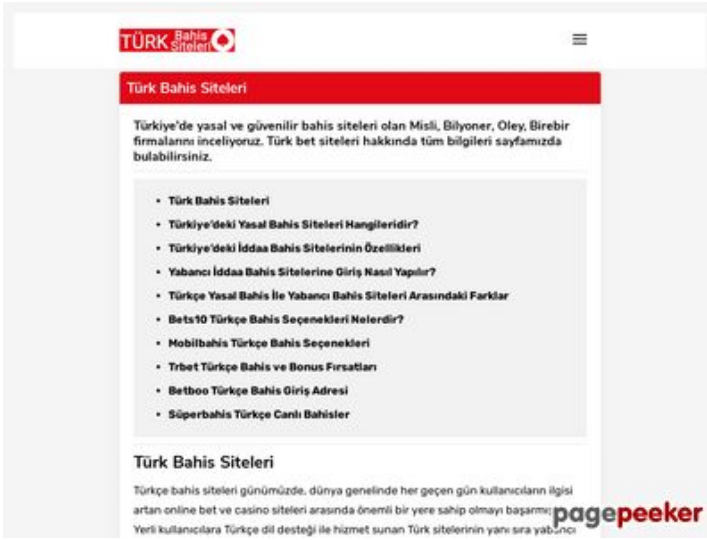 TÜRK Bahis
Siteleri
Türk Bahis Siteleri
Türkiye'de yasal ve güvenilir bahis siteleri olan Misli, Bilyoner, Oley, Birebir
firmalarını inceliyoruz. Türk bet siteleri hakkında tüm bilgileri sayfamızda
bulabilirsiniz.
• Türk Bahis Siteleri
• Türkiye'deki Yasal Bahis Siteleri Hangileridir?
• Türkiye'deki İddaa Bahis Sitelerinin Özellikleri
• Yabancı İddaa Bahis Sitelerine Giriş Nasıl Yapılır?
• Türkçe Yasal Bahis İle Yabancı Bahis Siteleri Arasındaki Farklar
• Bets10 Türkçe Bahis Seçenekleri Nelerdir?
• Mobilbahis Türkçe Bahis Seçenekleri
• Trbet Türkçe Bahis ve Bonus Fırsatları
• Betboo Türkçe Bahis Giriş Adresi
• Süperbahis Türkçe Canlı Bahisler
Türk Bahis Siteleri
Türkçe bahis siteleri günümüzde, dünya genelinde her geçen gün kullanıcıların ilgisi
artan online bet ve casino siteleri arasında önemli bir yere sahip olmayı
pagepeeker
Yerli kullanıcılara Türkçe dil desteği ile hizmet sunan Türk sitelerinin yanı sıra yabancı